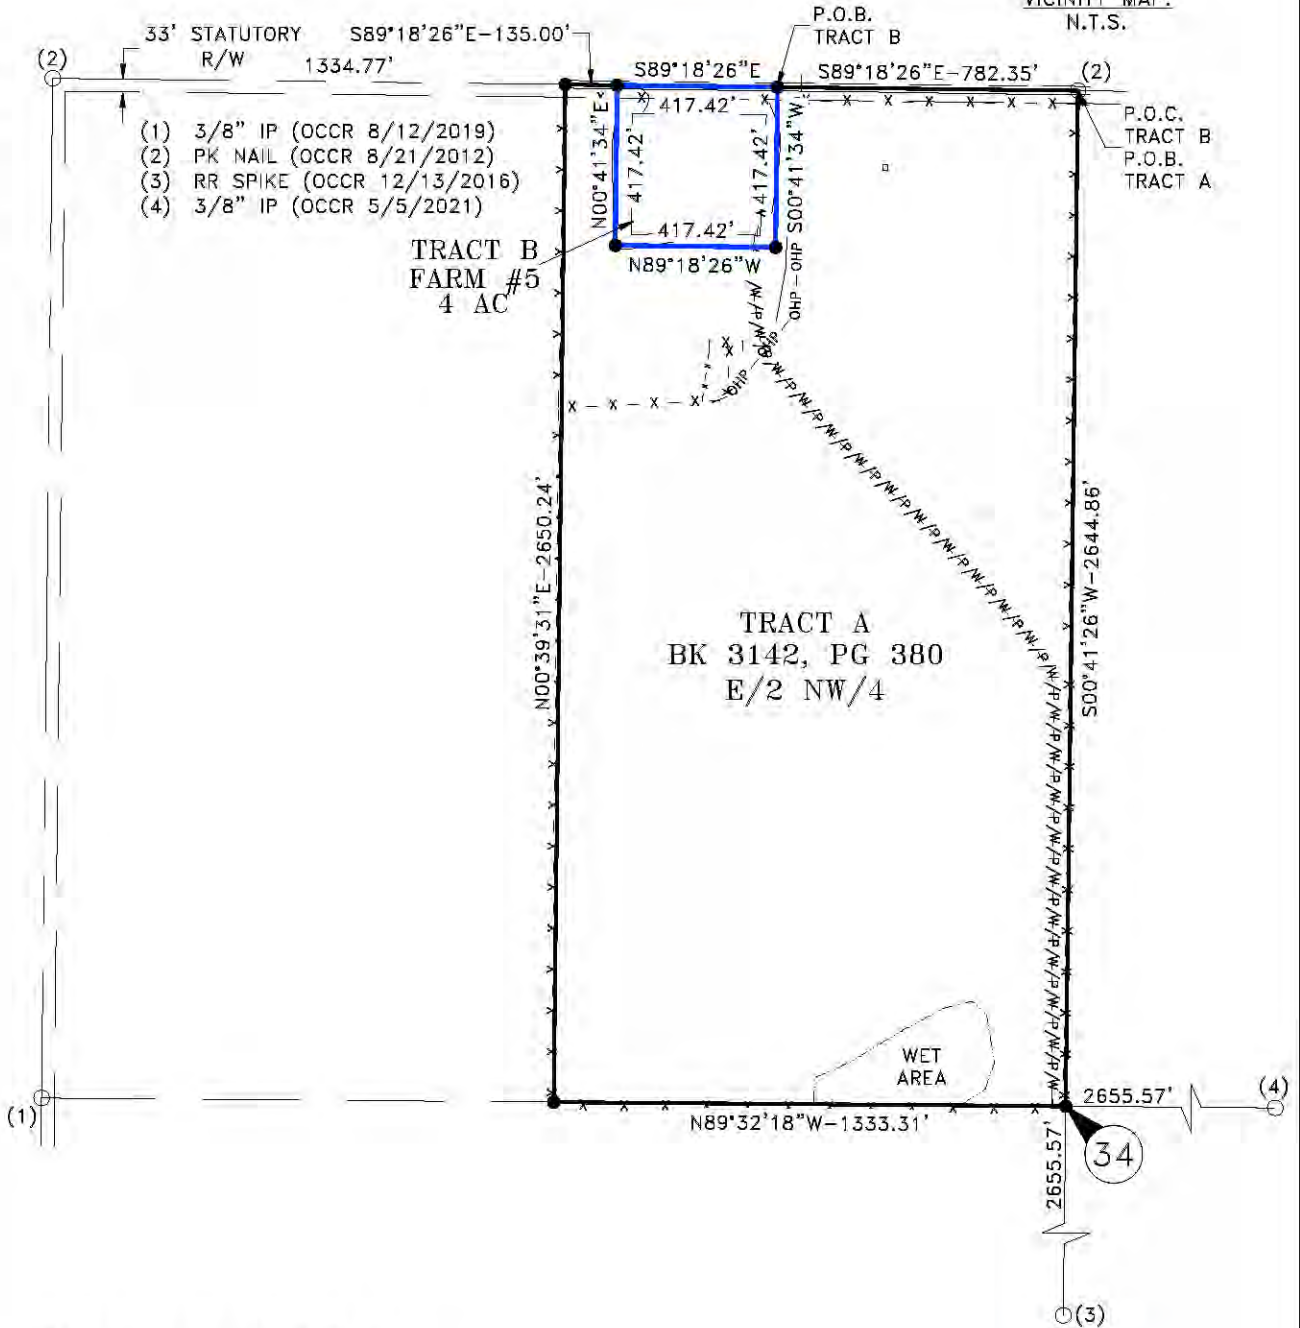 VICINITY MAP:
N.T.S.
P.O.B.
TRACT B
33' STATUTORY
R/W
S89°18'26"E-135.00'
(2)
1334.77'
S89°18'26"E
S89°18'26"E-782.35'
(2)
417.42'
N00°41'34"E
417.42'
417.42'
S00°41'34"W
417.42'
N89°18'26"W
P.O.C.
TRACT B
P.O.B.
TRACT A
(1) 3/8" IP (OCCR 8/12/2019)
(2) PK NAIL (OCCR 8/21/2012)
(3) RR SPIKE (OCCR 12/13/2016)
(4) 3/8" IP (OCCR 5/5/2021)
TRACT B
FARM #5
4 AC
OHP
OHP
OHP
OHP
N00°39'31"E-2650.24'
S00°41'26"W-2644.86'
TRACT A
BK 3142, PG 380
E/2 NW/4
WET
AREA
(1)
N89°32'18"W-1333.31'
2655.57'
(4)
34
2655.57'
(3)